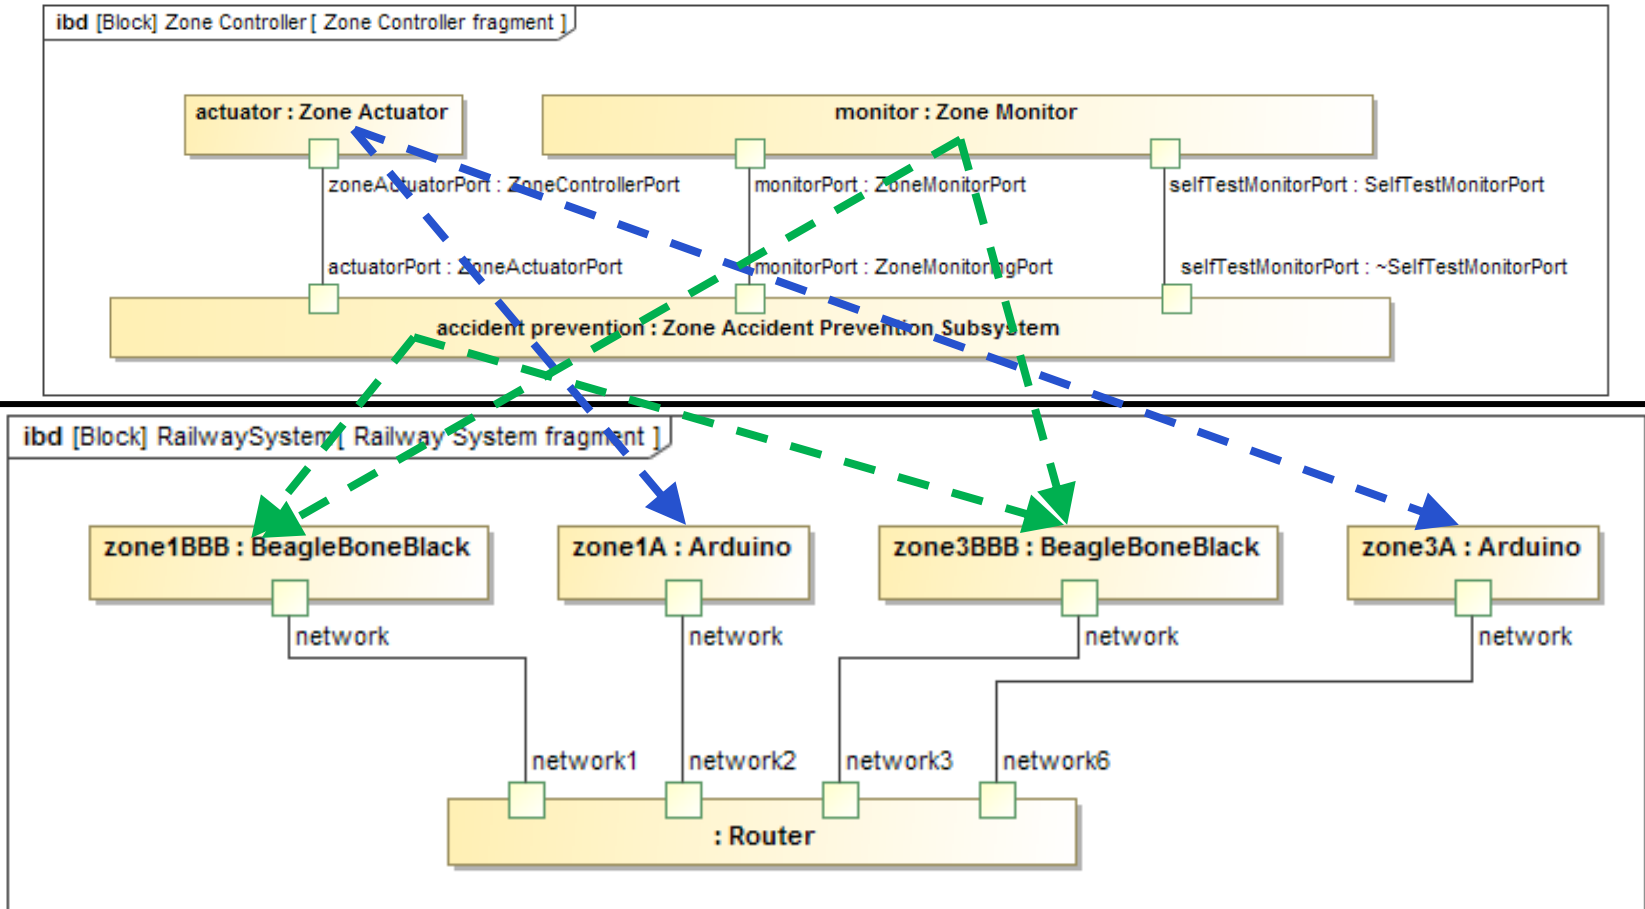 ibd [Block] Zone Controller [ Zone Controller fragment ]
actuator : Zone Actuator
monitor : Zone Monitor
zoneActuatorPort : ZoneControllerPort
monitorPort : ZoneMonitorPort
selfTestMonitorPort : SelfTestMonitorPort
actuatorPort : ZoneActuatorPort
monitorPort : ZoneMonitoringPort
selfTestMonitorPort : ~SelfTestMonitorPort
accident prevention : Zone Accident Prevention Subsystem
ibd [Block] RailwaySystem [ Railway System fragment ]
zone1BBB : BeagleBoneBlack
zone1A : Arduino
zone3BBB : BeagleBoneBlack
zone3A : Arduino
network
network
network
network
network1
network2
network3
network6
: Router